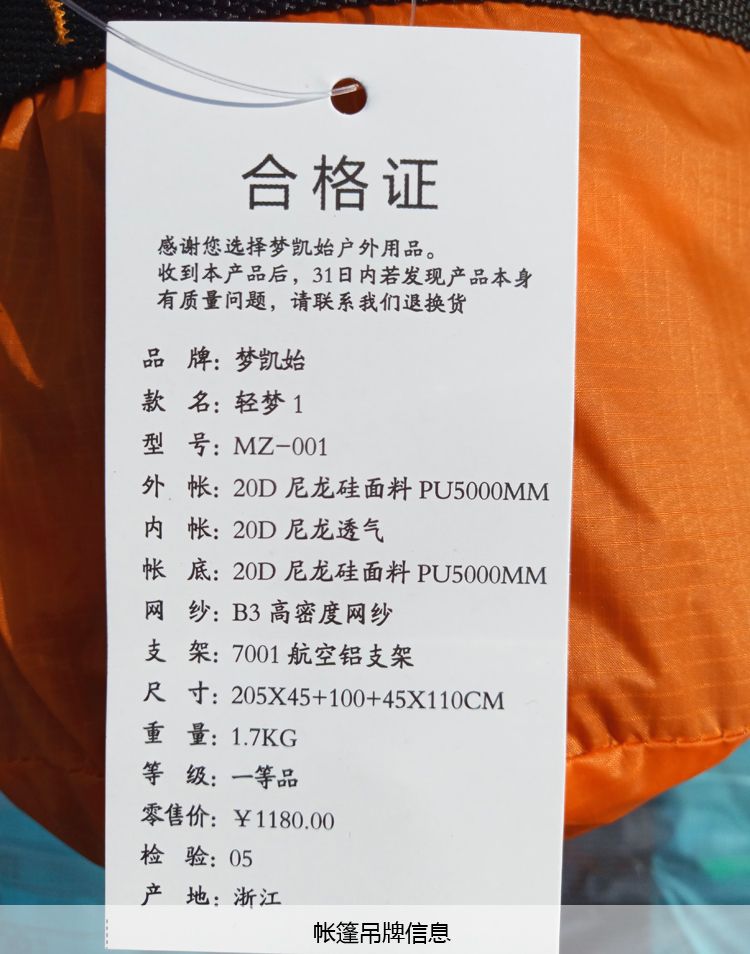 合格证
感谢您选择梦凯始户外用品。
收到本产品后，31日内若发现产品本身
有质量问题，请联系我们退换货
品 牌：梦凯始
款 名：轻梦 1
型 号：MZ-001
外 帐：20D 尼龙硅面料 PU5000MM
内 帐：20D 尼龙透气
帐 底：20D 尼龙硅面料 PU5000MM
网 纱：B3 高密度网纱
支 架：7001 航空铝支架
尺 寸：205X45+100+45X110CM
重 量：1.7KG
等 级：一等品
零售价：￥1180.00
检 验：05
产 地：浙江
帐篷吊牌信息